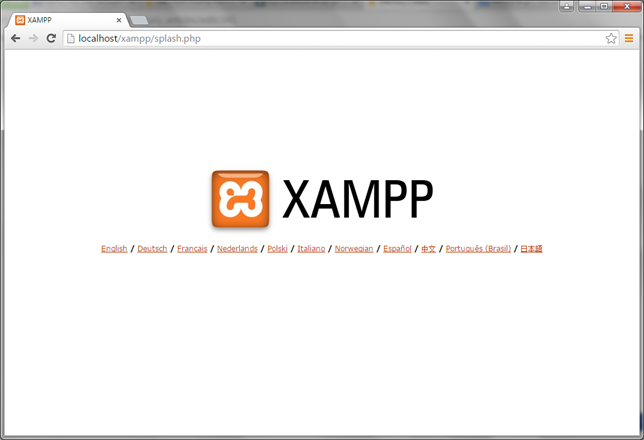 XAMPP
localhost/xampp/splash.php
XAMPP
English / Deutsch / Francais / Nederlands / Polski / Italiano / Norwegian / Español / 中文 / Português (Brasil) / 日本語